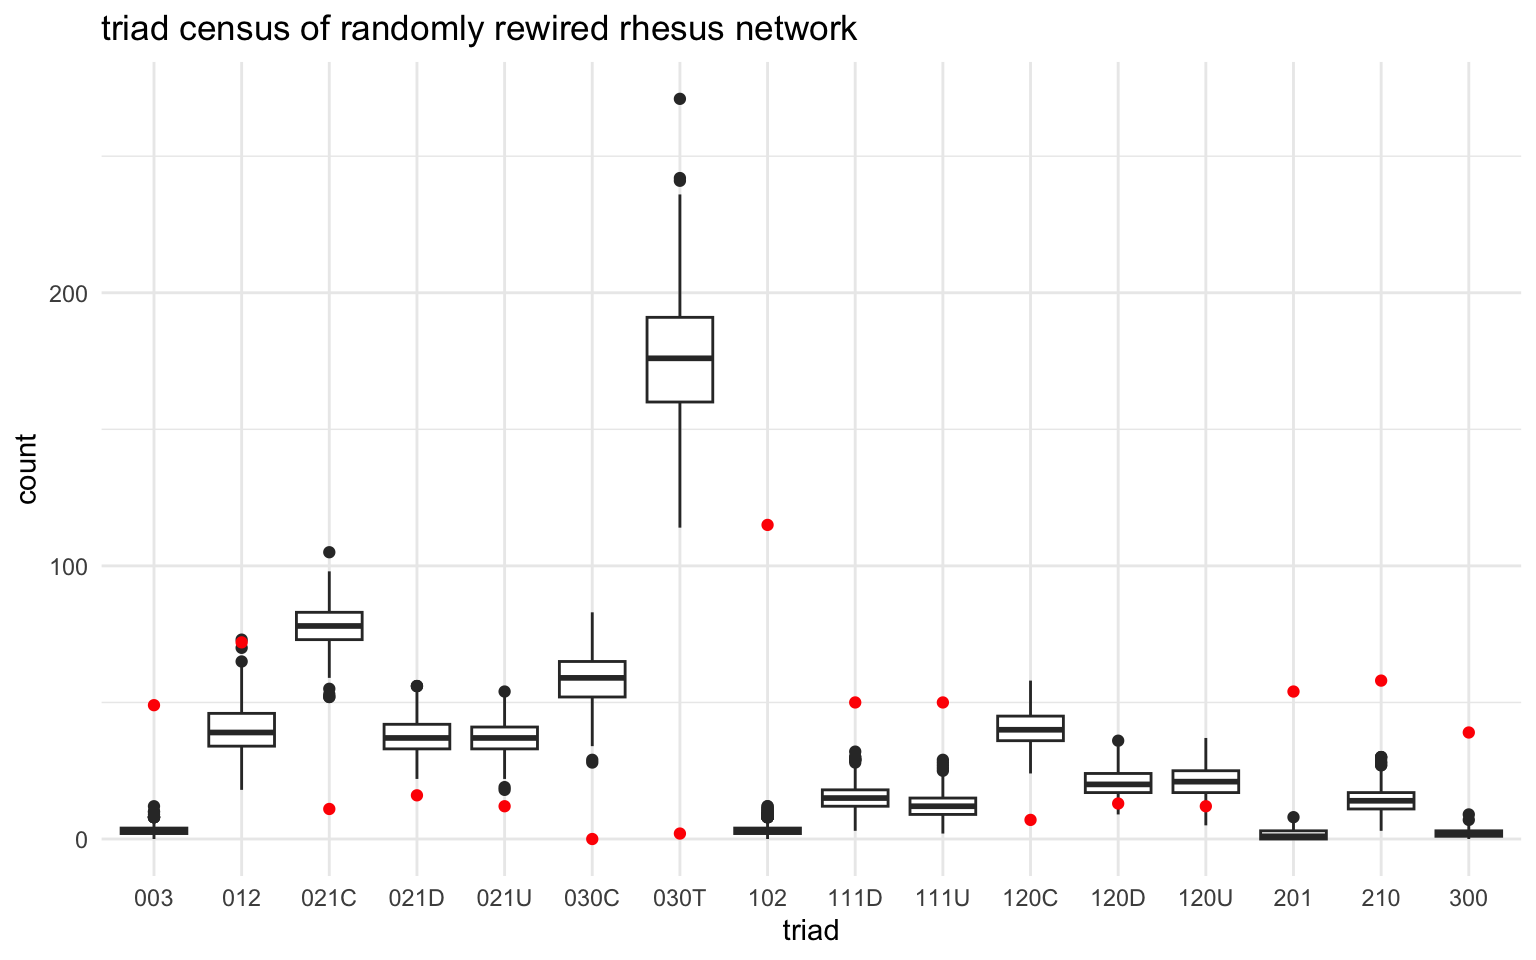 triad census of randomly rewired rhesus network
count
200
100
0
003 012 021C 021D 021U 030C 030T 102 111D 111U 120C 120D 120U 201 210 300
triad